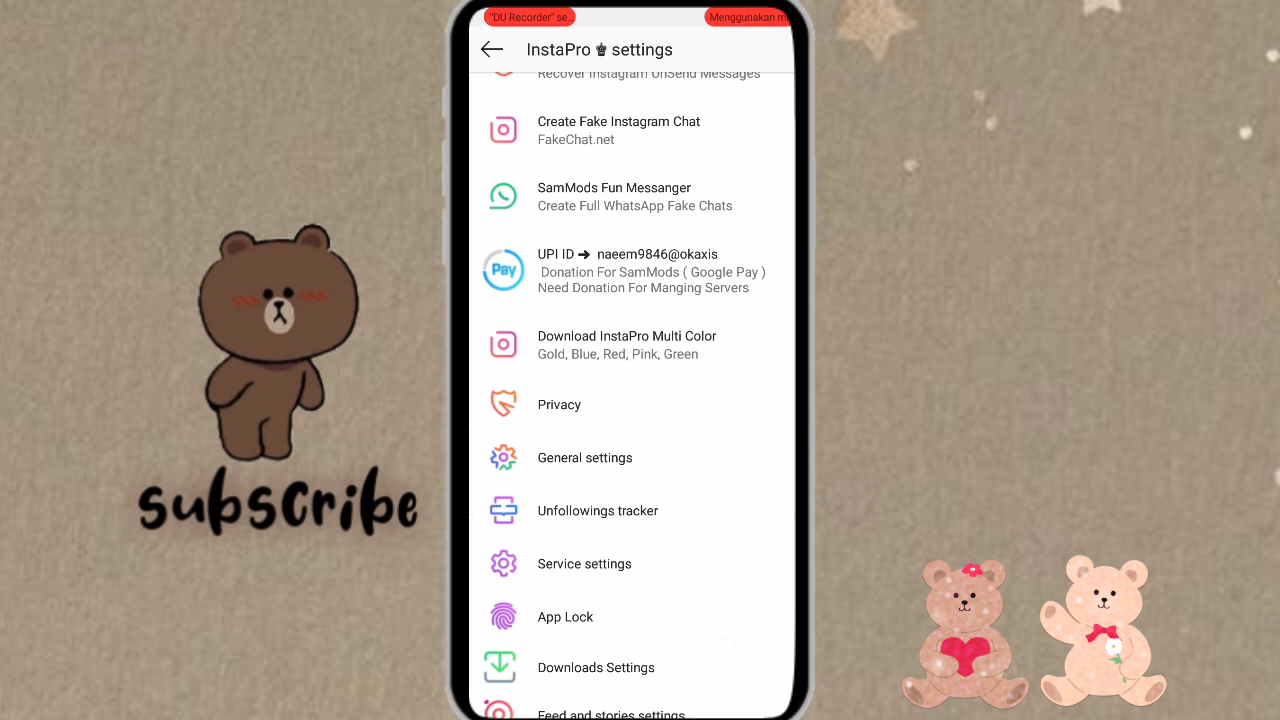 "DU Recorder" se...
Menggunakan m
InstaPro ♚ settings
Recover Instagram UnSend Messages
Create Fake Instagram Chat
FakeChat.net
SamMods Fun Messanger
Create Full WhatsApp Fake Chats
UPI ID ➔ naeem9846@okaxis
Pay
Donation For SamMods ( Google Pay )
Need Donation For Manging Servers
Download InstaPro Multi Color
Gold, Blue, Red, Pink, Green
Privacy
General settings
Unfollowings tracker
Service settings
App Lock
Downloads Settings
Feed and stories settings
subscribe